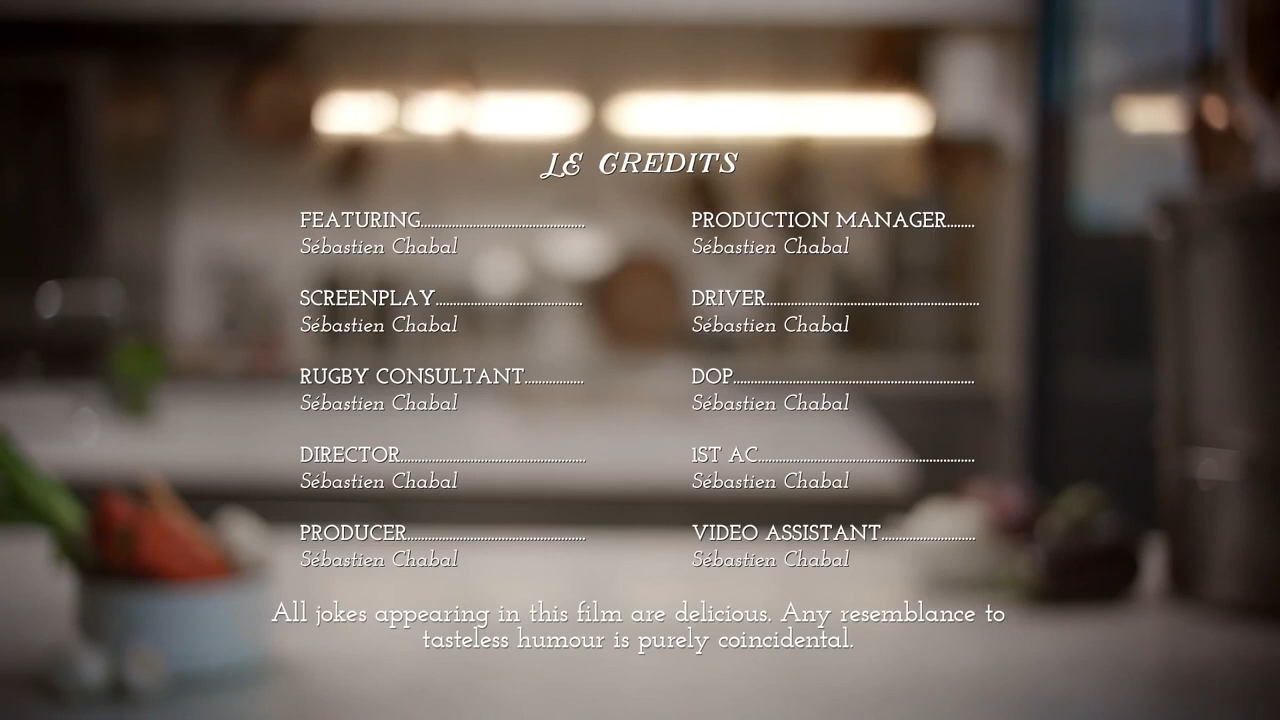 LE CREDITS
FEATURING................................................
Sébastien Chabal
SCREENPLAY...........................................
Sébastien Chabal
RUGBY CONSULTANT.................
Sébastien Chabal
DIRECTOR......................................................
Sébastien Chabal
PRODUCER....................................................
Sébastien Chabal
PRODUCTION MANAGER........
Sébastien Chabal
DRIVER..............................................................
Sébastien Chabal
DOP......................................................................
Sébastien Chabal
1ST AC...............................................................
Sébastien Chabal
VIDEO ASSISTANT...........................
Sébastien Chabal
All jokes appearing in this film are delicious. Any resemblance to
tasteless humour is purely coincidental.